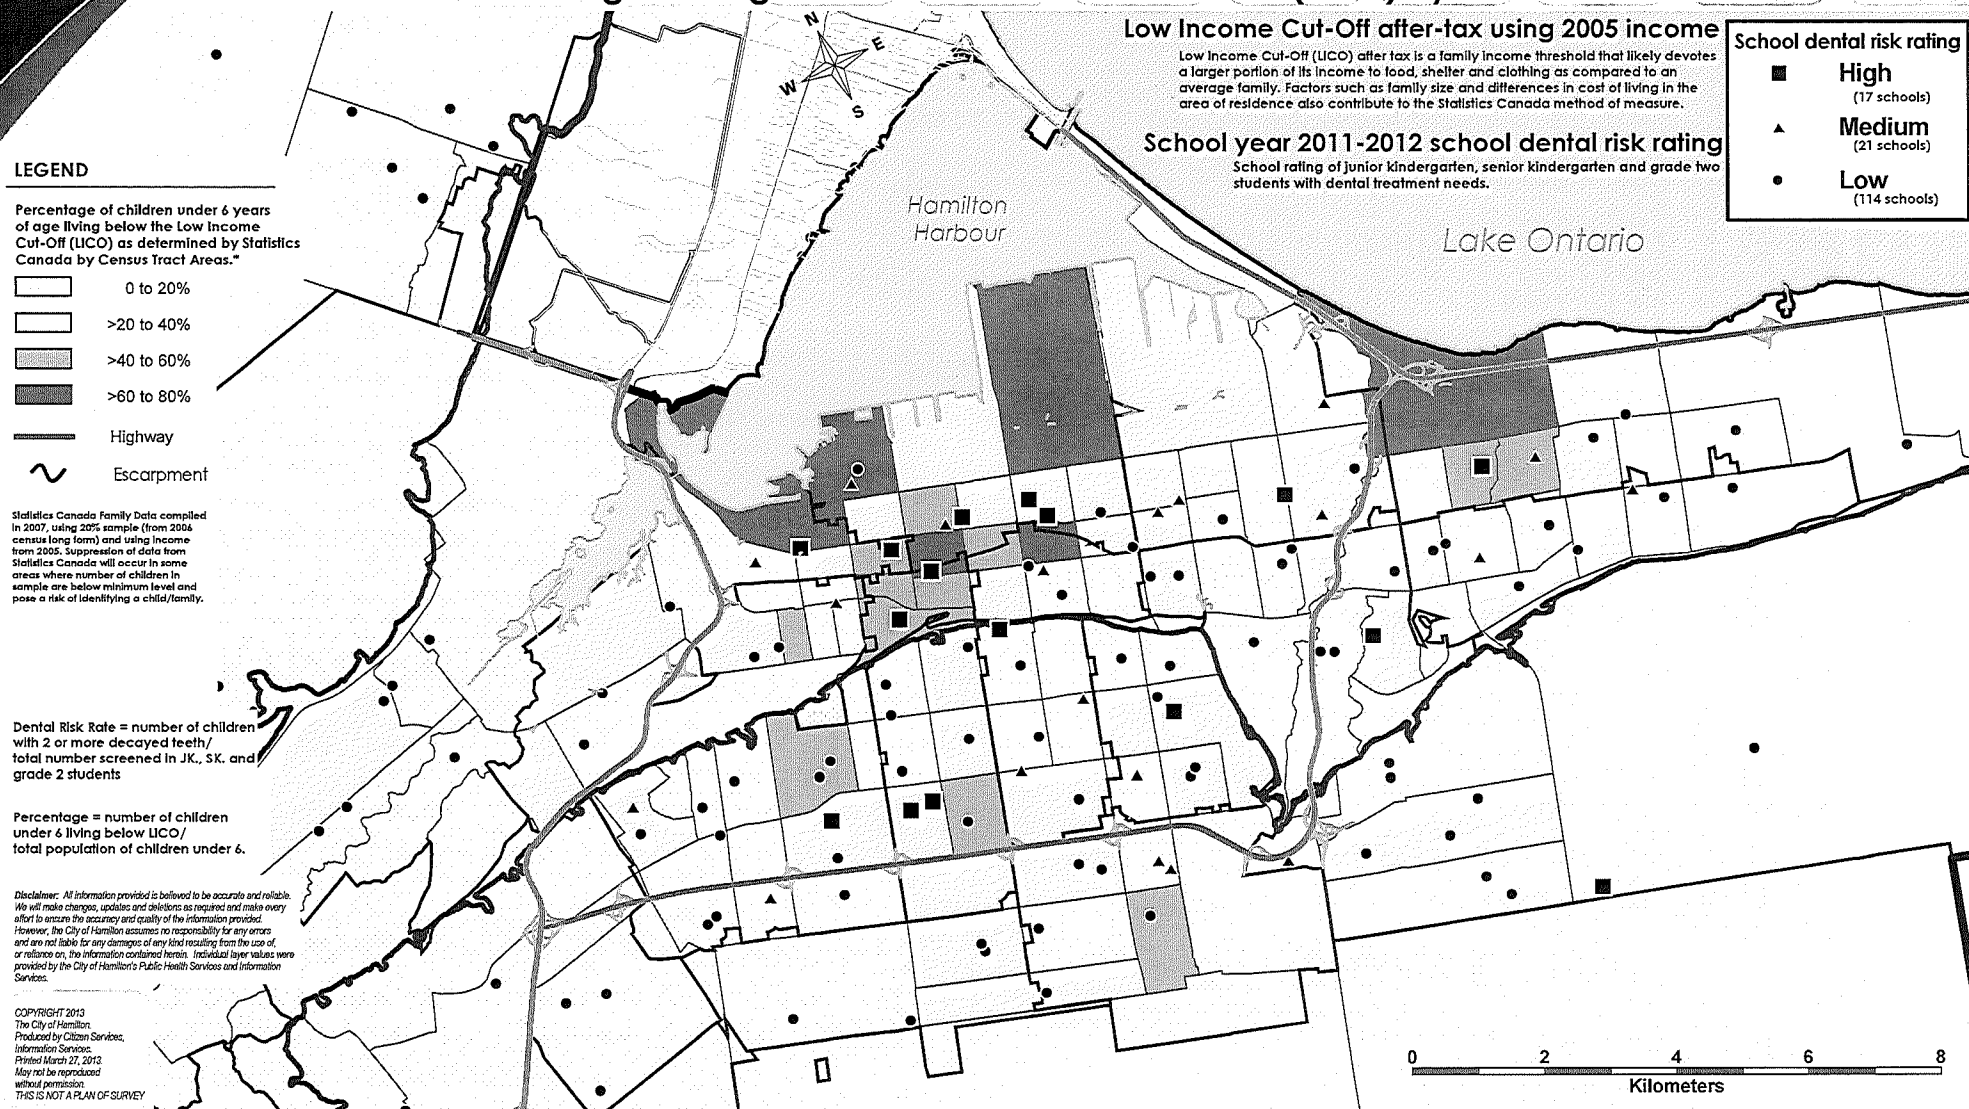 N
E
W
S
Low Income Cut-Off after-tax using 2005 income
Low Income Cut-Off (LICO) after tax is a family income threshold that likely devotes
a larger portion of its income to food, shelter and clothing as compared to an
average family. Factors such as family size and differences in cost of living in the
area of residence also contribute to the Statistics Canada method of measure.
School year 2011-2012 school dental risk rating
School rating of junior kindergarten, senior kindergarten and grade two
students with dental treatment needs.
School dental risk rating
High
(17 schools)
Medium
(21 schools)
Low
(114 schools)
Hamilton
Harbour
Lake Ontario
LEGEND
Percentage of children under 6 years
of age living below the Low Income
Cut-Off (LICO) as determined by Statistics
Canada by Census Tract Areas.*
0 to 20%
>20 to 40%
>40 to 60%
>60 to 80%
Highway
Escarpment
Statistics Canada Family Data compiled
in 2007, using 20% sample (from 2006
census long form) and using income
from 2005. Suppression of data from
Statistics Canada will occur in some
areas where number of children in
sample are below minimum level and
pose a risk of identifying a child/family.
Dental Risk Rate = number of children
with 2 or more decayed teeth/
total number screened in JK., SK. and
grade 2 students
Percentage = number of children
under 6 living below LICO/
total population of children under 6.
Disclaimer: All information provided is believed to be accurate and reliable.
We will make changes, updates and deletions as required and make every
effort to ensure the accuracy and quality of the information provided.
However, the City of Hamilton assumes no responsibility for any errors
and are not liable for any damages of any kind resulting from the use of,
or reliance on, the information contained herein. Individual layer values were
provided by the City of Hamilton's Public Health Services and Information
Services.
COPYRIGHT 2013
The City of Hamilton.
Produced by Citizen Services,
Information Services.
Printed March 27, 2013.
May not be reproduced
without permission.
THIS IS NOT A PLAN OF SURVEY
0 2 4 6 8
Kilometers